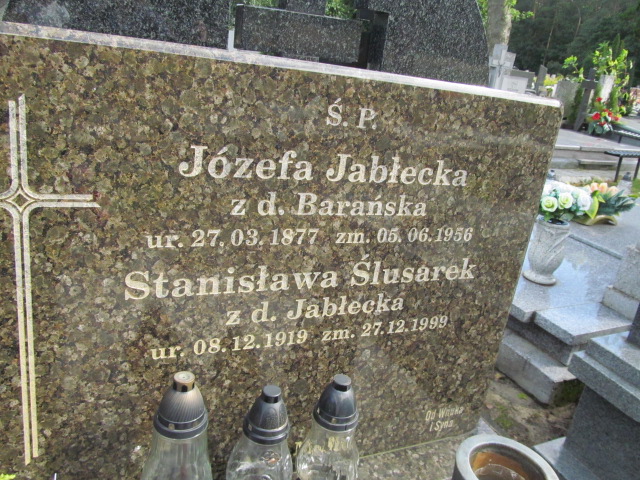 Ś.P.
Józefa Jabłecka
z d. Barańska
ur. 27.03.1877 zm. 05.06.1956
Stanisława Ślusarek
z d. Jabłecka
ur. 08.12.1919 zm. 27.12.1999
Od Wnuka
i Syna